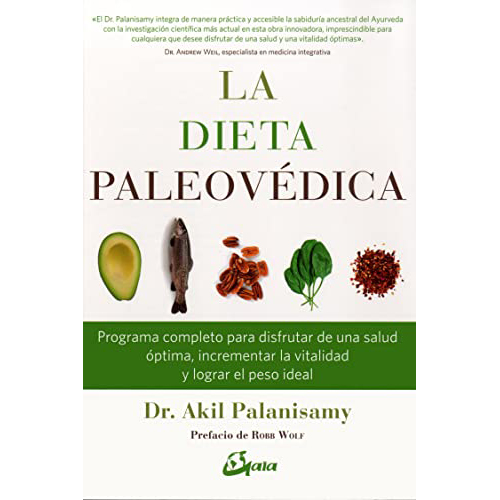 «El Dr. Palanisamy integra de manera práctica y accesible la sabiduría ancestral del Ayurveda
con la investigación científica más actual en esta obra innovadora, imprescindible para
cualquiera que desee disfrutar de una salud y una vitalidad óptimas».
Dr. Andrew Weil, especialista en medicina integrativa
LA
DIETA
PALEOVÉDICA
Programa completo para disfrutar de una salud
óptima, incrementar la vitalidad
y lograr el peso ideal
Dr. Akil Palanisamy
Prefacio de Robb Wolf
Gaia